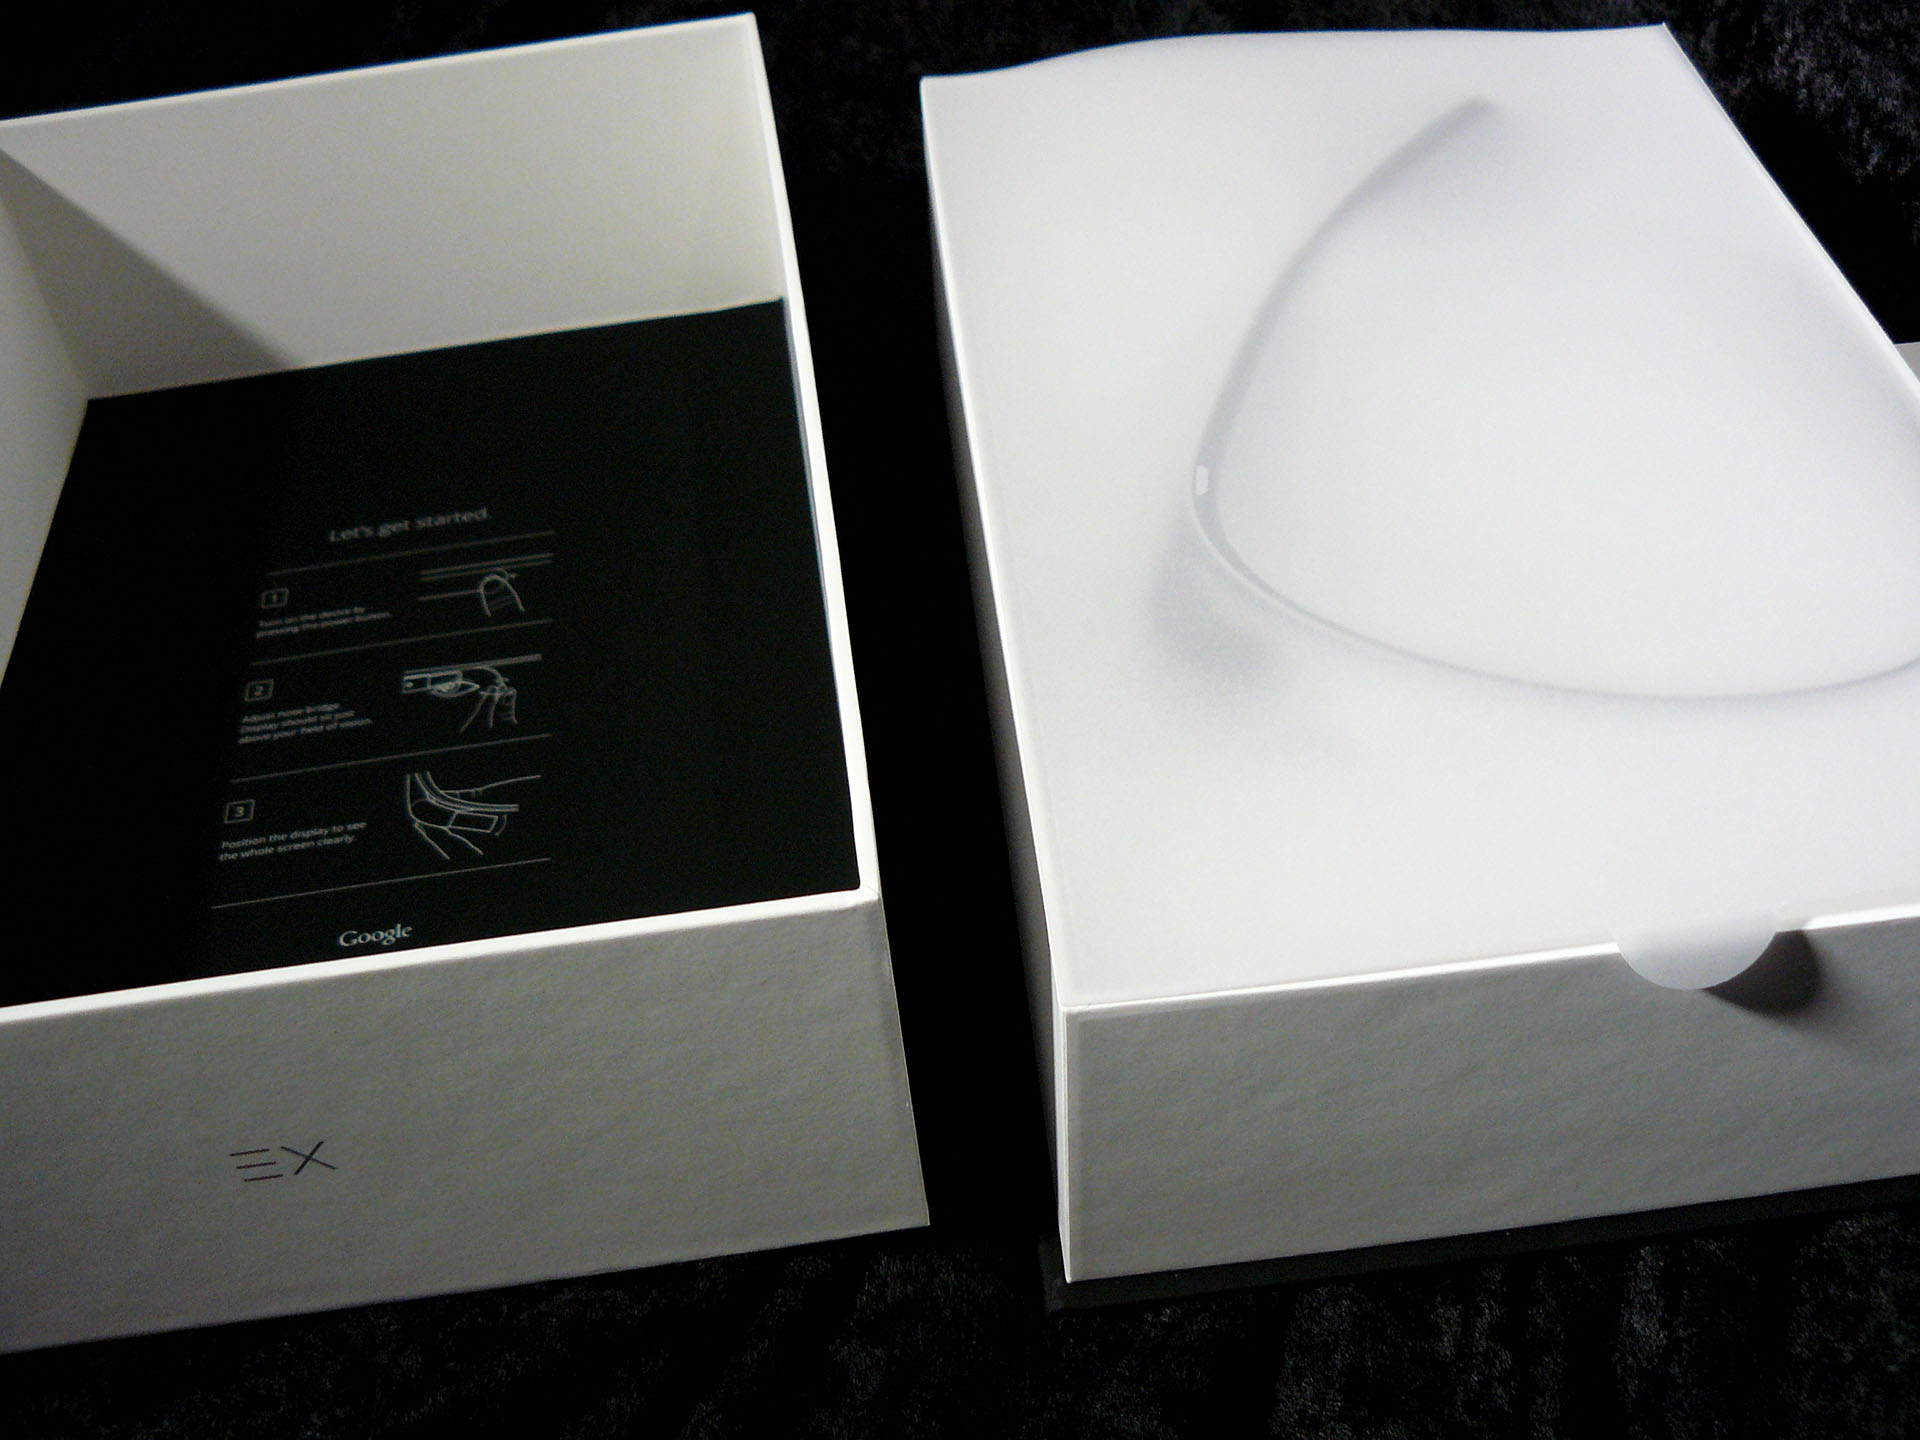 Let's get started.
1
Turn on the device by
pressing the power button.
2
Adjust nose bridge.
Display should sit just
above your field of vision.
3
Position the display to see
the whole screen clearly.
Google
EX